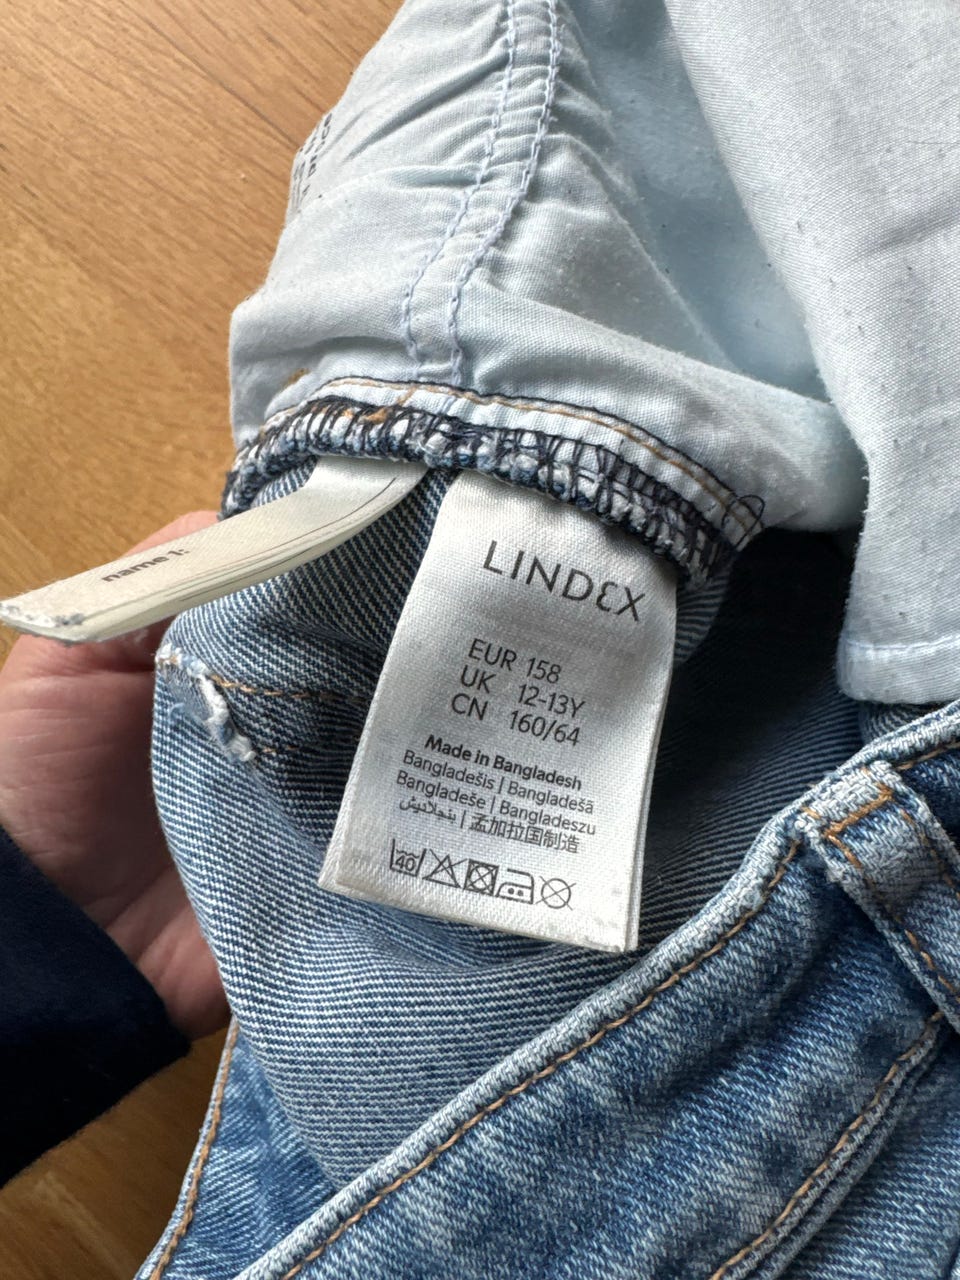 name 1:
LINDEX
EUR 158
UK 12-13Y
CN 160/64
Made in Bangladesh
Bangladešis | Bangladešā
Bangladeše | Bangladeszu
بنجلاديش | 孟加拉国制造
40